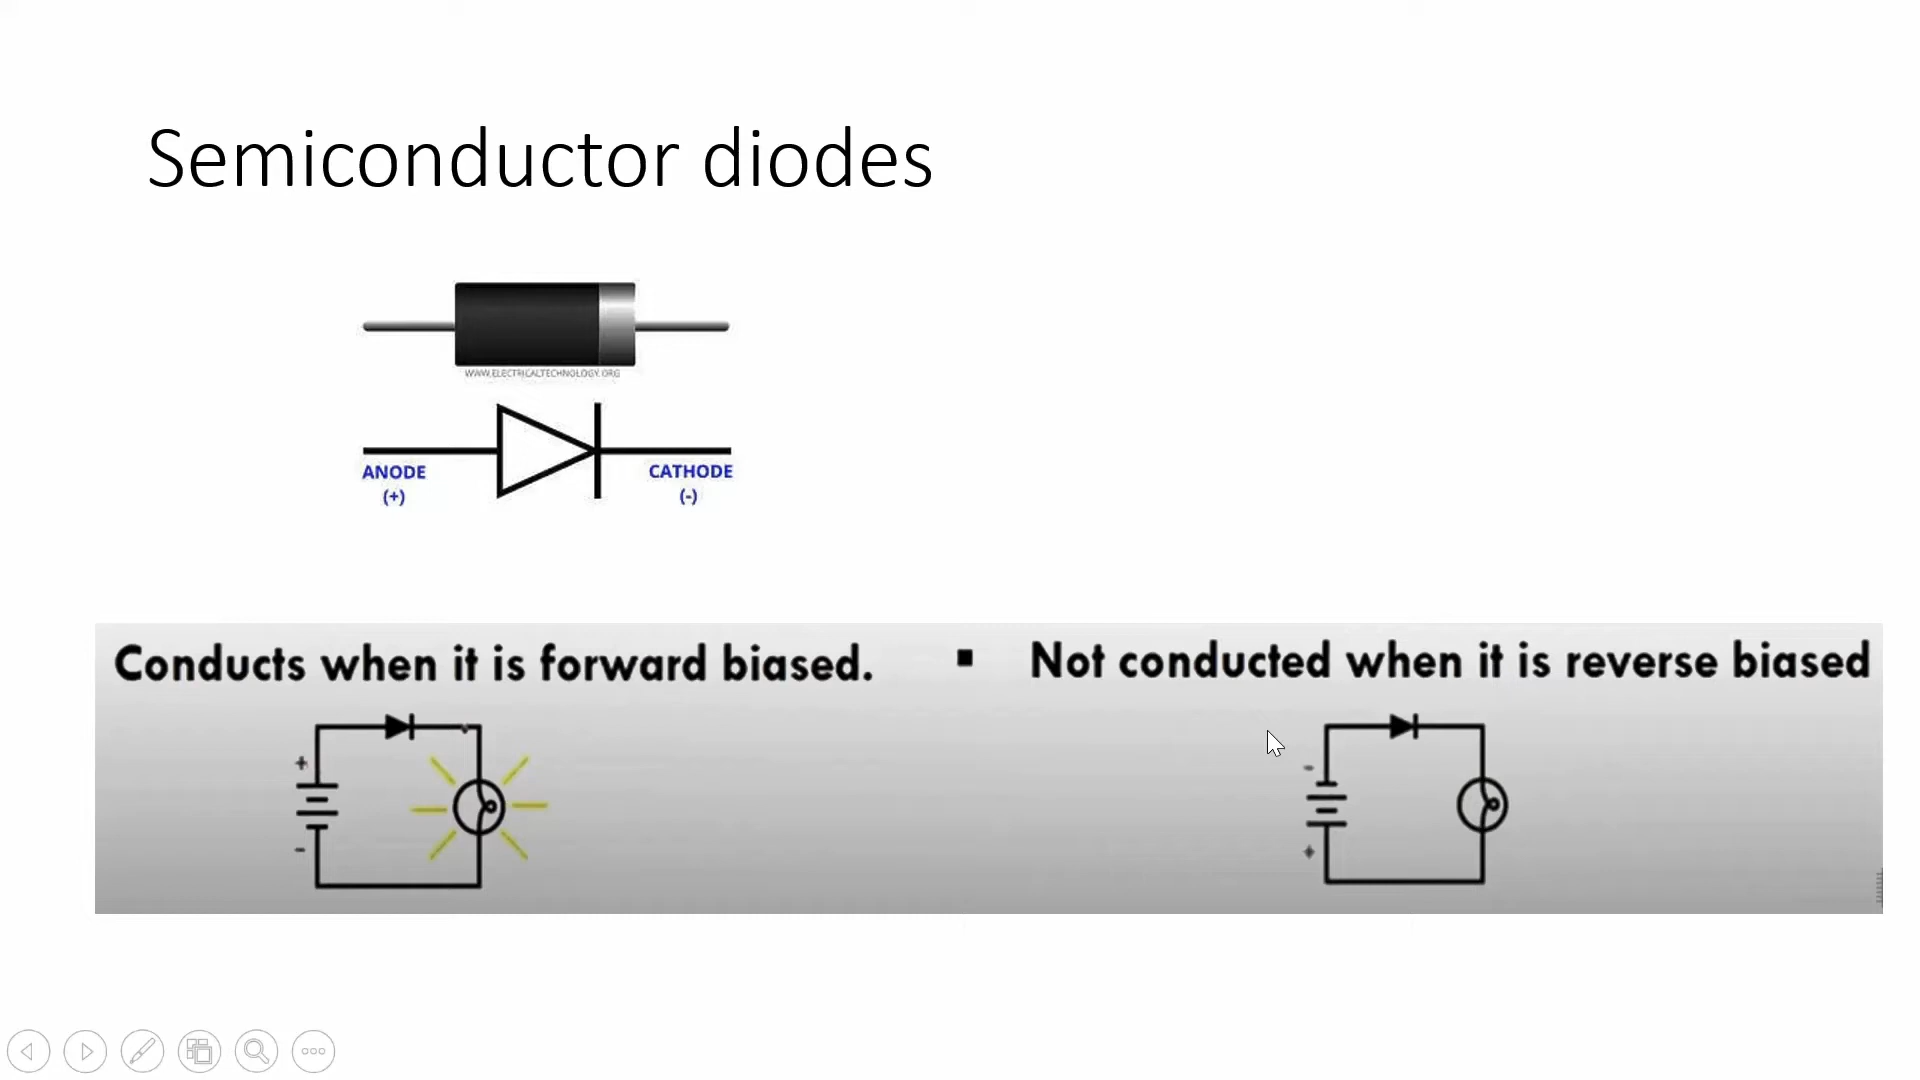 Semiconductor diodes
WWW.ELECTRICALTECHNOLOGY.ORG
ANODE
(+)
CATHODE
(-)
Conducts when it is forward biased.
▪ Not conducted when it is reverse biased
+
-
-
+